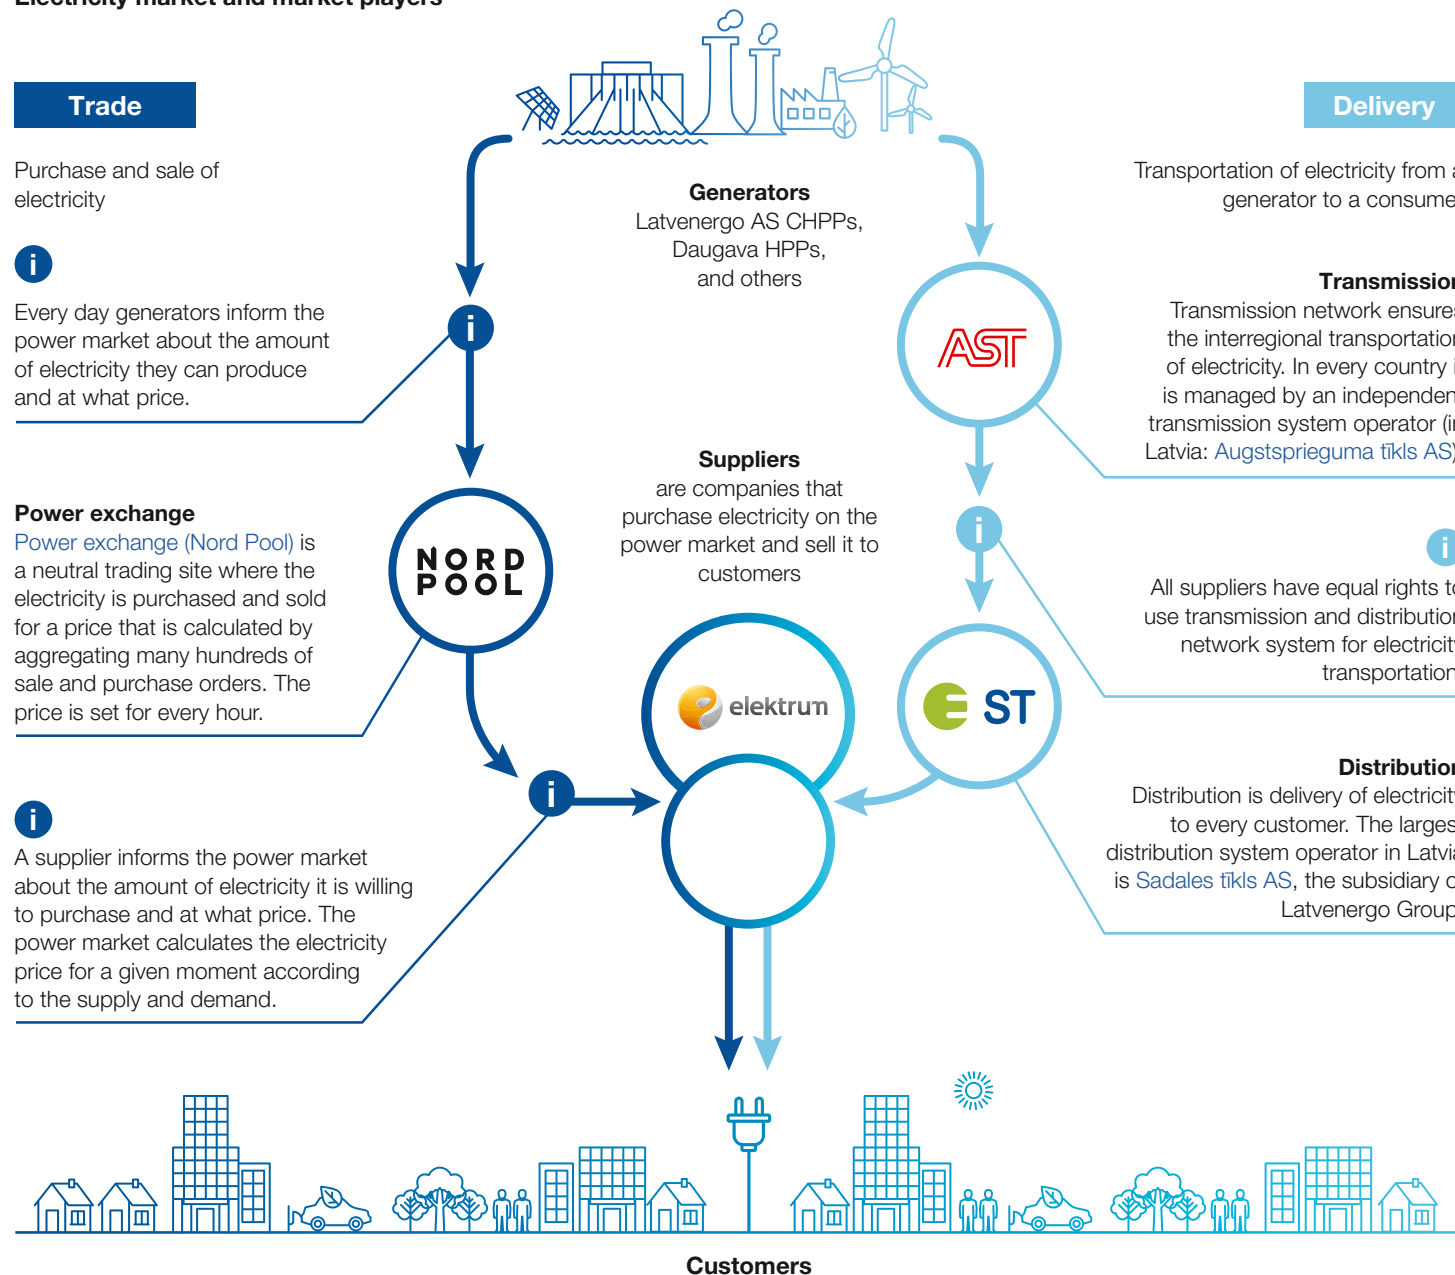 Electricity market and market players
Trade
Purchase and sale of
electricity
i
Every day generators inform the
power market about the amount
of electricity they can produce
and at what price.
i
Power exchange
Power exchange (Nord Pool) is
a neutral trading site where the
electricity is purchased and sold
for a price that is calculated by
aggregating many hundreds of
sale and purchase orders. The
price is set for every hour.
NORD
POOL
i
A supplier informs the power market
about the amount of electricity it is willing
to purchase and at what price. The
power market calculates the electricity
price for a given moment according
to the supply and demand.
i
Generators
Latvenergo AS CHPPs,
Daugava HPPs,
and others
Suppliers
are companies that
purchase electricity on the
power market and sell it to
customers
elektrum
Delivery
Transportation of electricity from a
generator to a consume
AST
Transmission
Transmission network ensures
the interregional transportation
of electricity. In every country i
is managed by an independen
transmission system operator (in
Latvia: Augstsprieguma tīkls AS)
i
i
All suppliers have equal rights to
use transmission and distribution
network system for electricity
transportation
ST
Distribution
Distribution is delivery of electricity
to every customer. The larges
distribution system operator in Latvia
is Sadales tīkls AS, the subsidiary o
Latvenergo Group
Customers